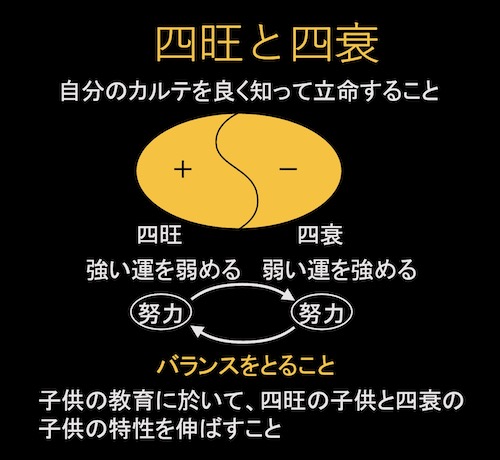 四旺と四衰
自分のカルテを良く知って立命すること
+ −
四旺 四衰
強い運を弱める 弱い運を強める
努力 努力
バランスをとること
子供の教育に於いて、四旺の子供と四衰の
子供の特性を伸ばすこと